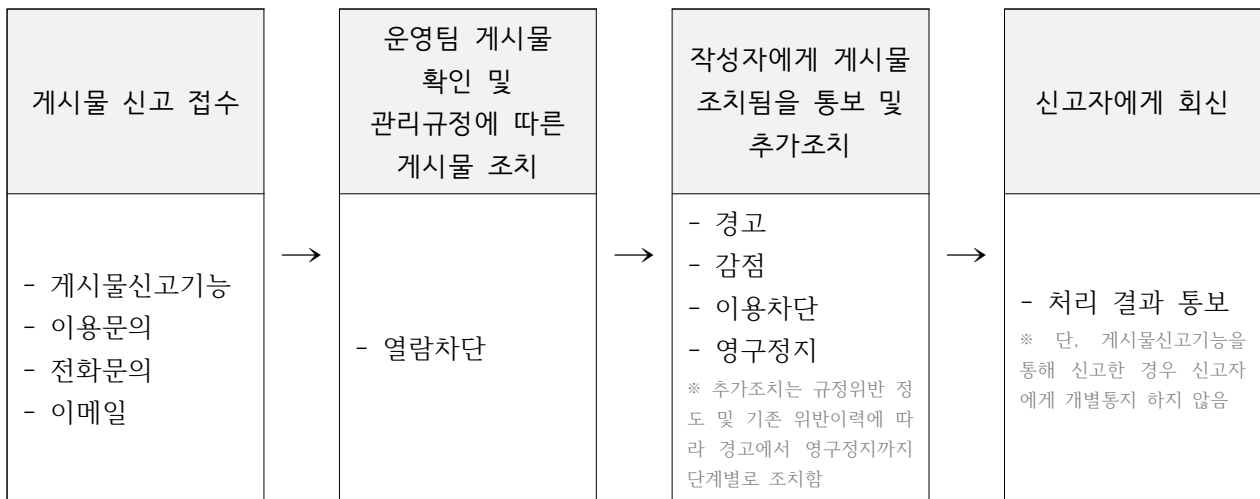 게시물 신고 접수
- 게시물신고기능
- 이용문의
- 전화문의
- 이메일
→
운영팀 게시물
확인 및
관리규정에 따른
게시물 조치
- 열람차단
→
작성자에게 게시물
조치됨을 통보 및
추가조치
- 경고
- 감점
- 이용차단
- 영구정지
※ 추가조치는 규정위반 정
도 및 기존 위반이력에 따
라 경고에서 영구정지까지
단계별로 조치함
→
신고자에게 회신
- 처리 결과 통보
※ 단, 게시물신고기능을
통해 신고한 경우 신고자
에게 개별통지 하지 않음